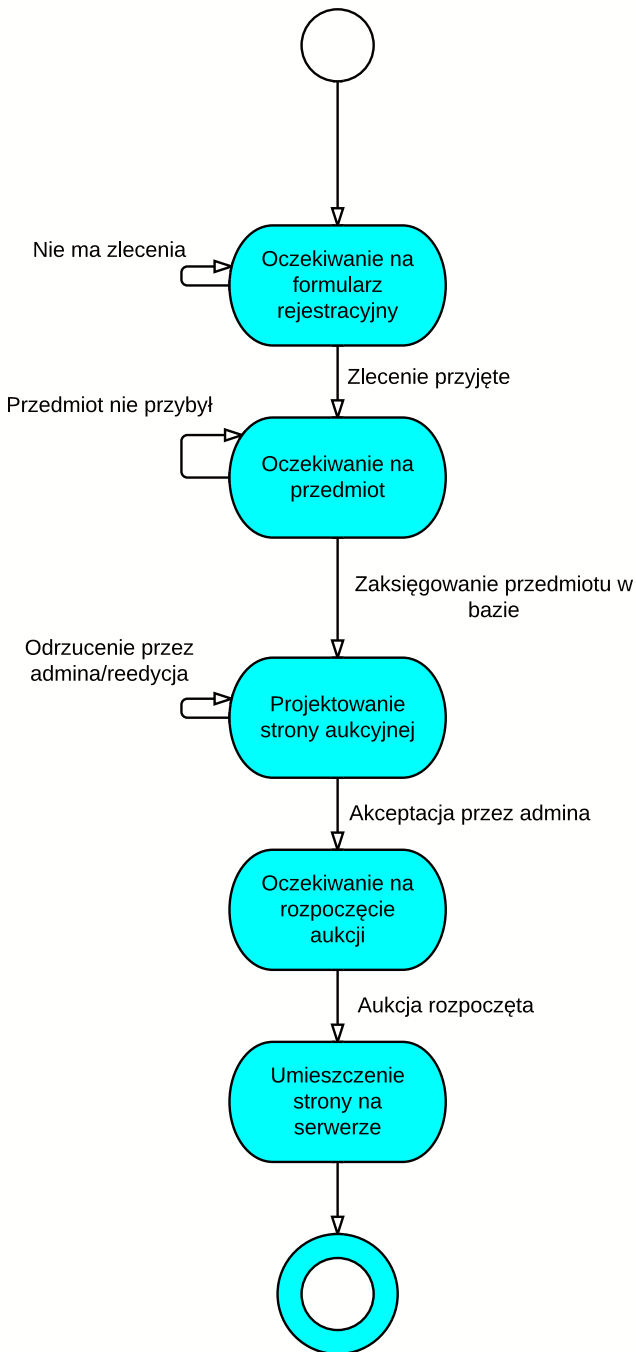 Nie ma zlecenia
Oczekiwanie na
formularz
rejestracyjny
Zlecenie przyjęte
Przedmiot nie przybył
Oczekiwanie na
przedmiot
Zaksięgowanie przedmiotu w
bazie
Odrzucenie przez
admina/reedycja
Projektowanie
strony aukcyjnej
Akceptacja przez admina
Oczekiwanie na
rozpoczęcie
aukcji
Aukcja rozpoczęta
Umieszczenie
strony na
serwerze